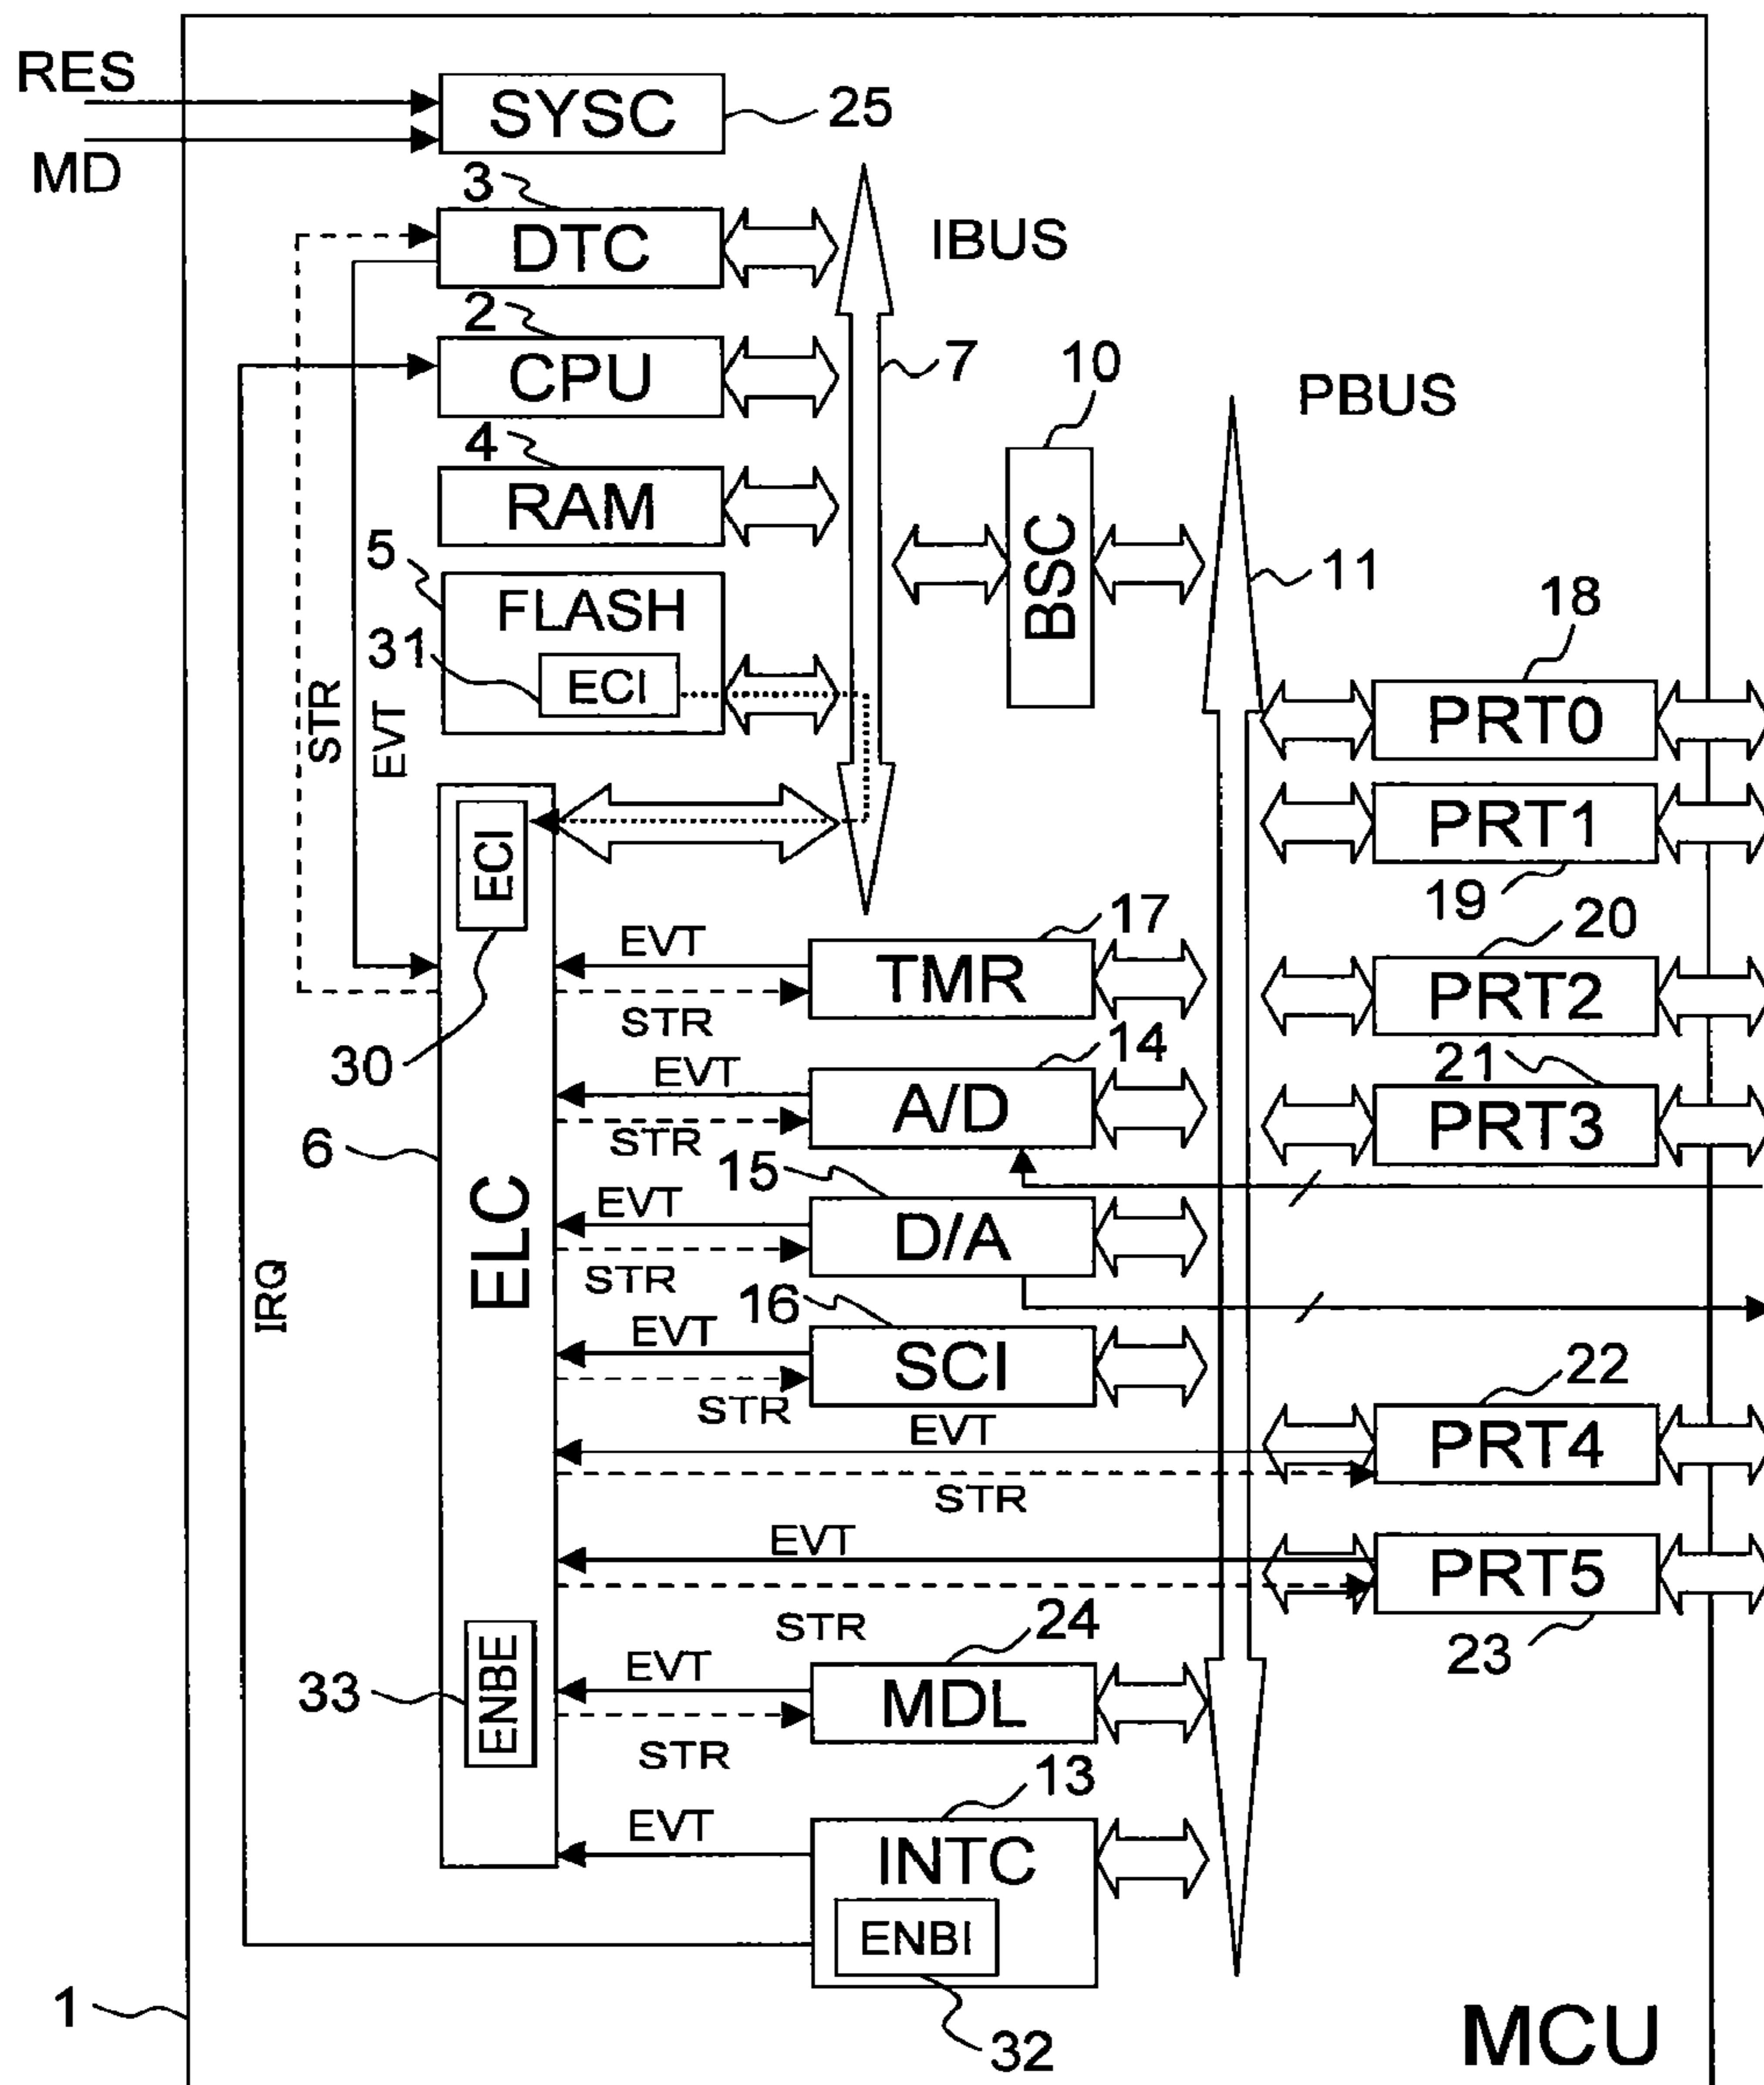 RES
MD
SYSC
25
3
DTC
IBUS
2
CPU
7
10
PBUS
4
RAM
BSC
11
5
FLASH
31
ECI
18
PRT0
STR
EVT
PRT1
19
ECI
30
17
EVT
TMR
STR
20
PRT2
14
EVT
A/D
STR
21
PRT3
6
ELC
15
EVT
D/A
STR
IRQ
16
EVT
SCI
STR
22
EVT
PRT4
STR
EVT
PRT5
23
STR
24
33
ENBE
EVT
MDL
STR
13
EVT
INTC
ENBI
32
1
MCU